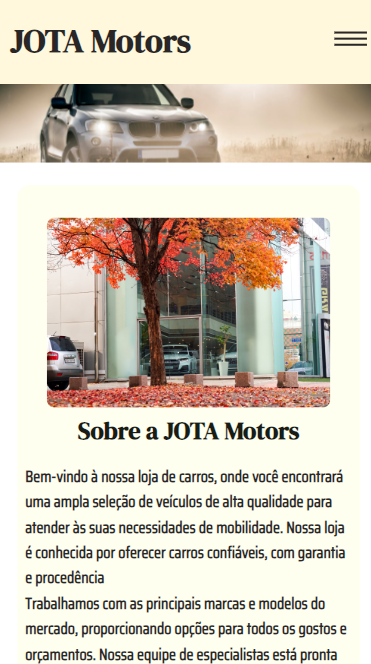 JOTA Motors
Sobre a JOTA Motors
Bem-vindo à nossa loja de carros, onde você encontrará
uma ampla seleção de veículos de alta qualidade para
atender às suas necessidades de mobilidade. Nossa loja
é conhecida por oferecer carros confiáveis, com garantia
e procedência
Trabalhamos com as principais marcas e modelos do
mercado, proporcionando opções para todos os gostos e
orçamentos. Nossa equipe de especialistas está pronta